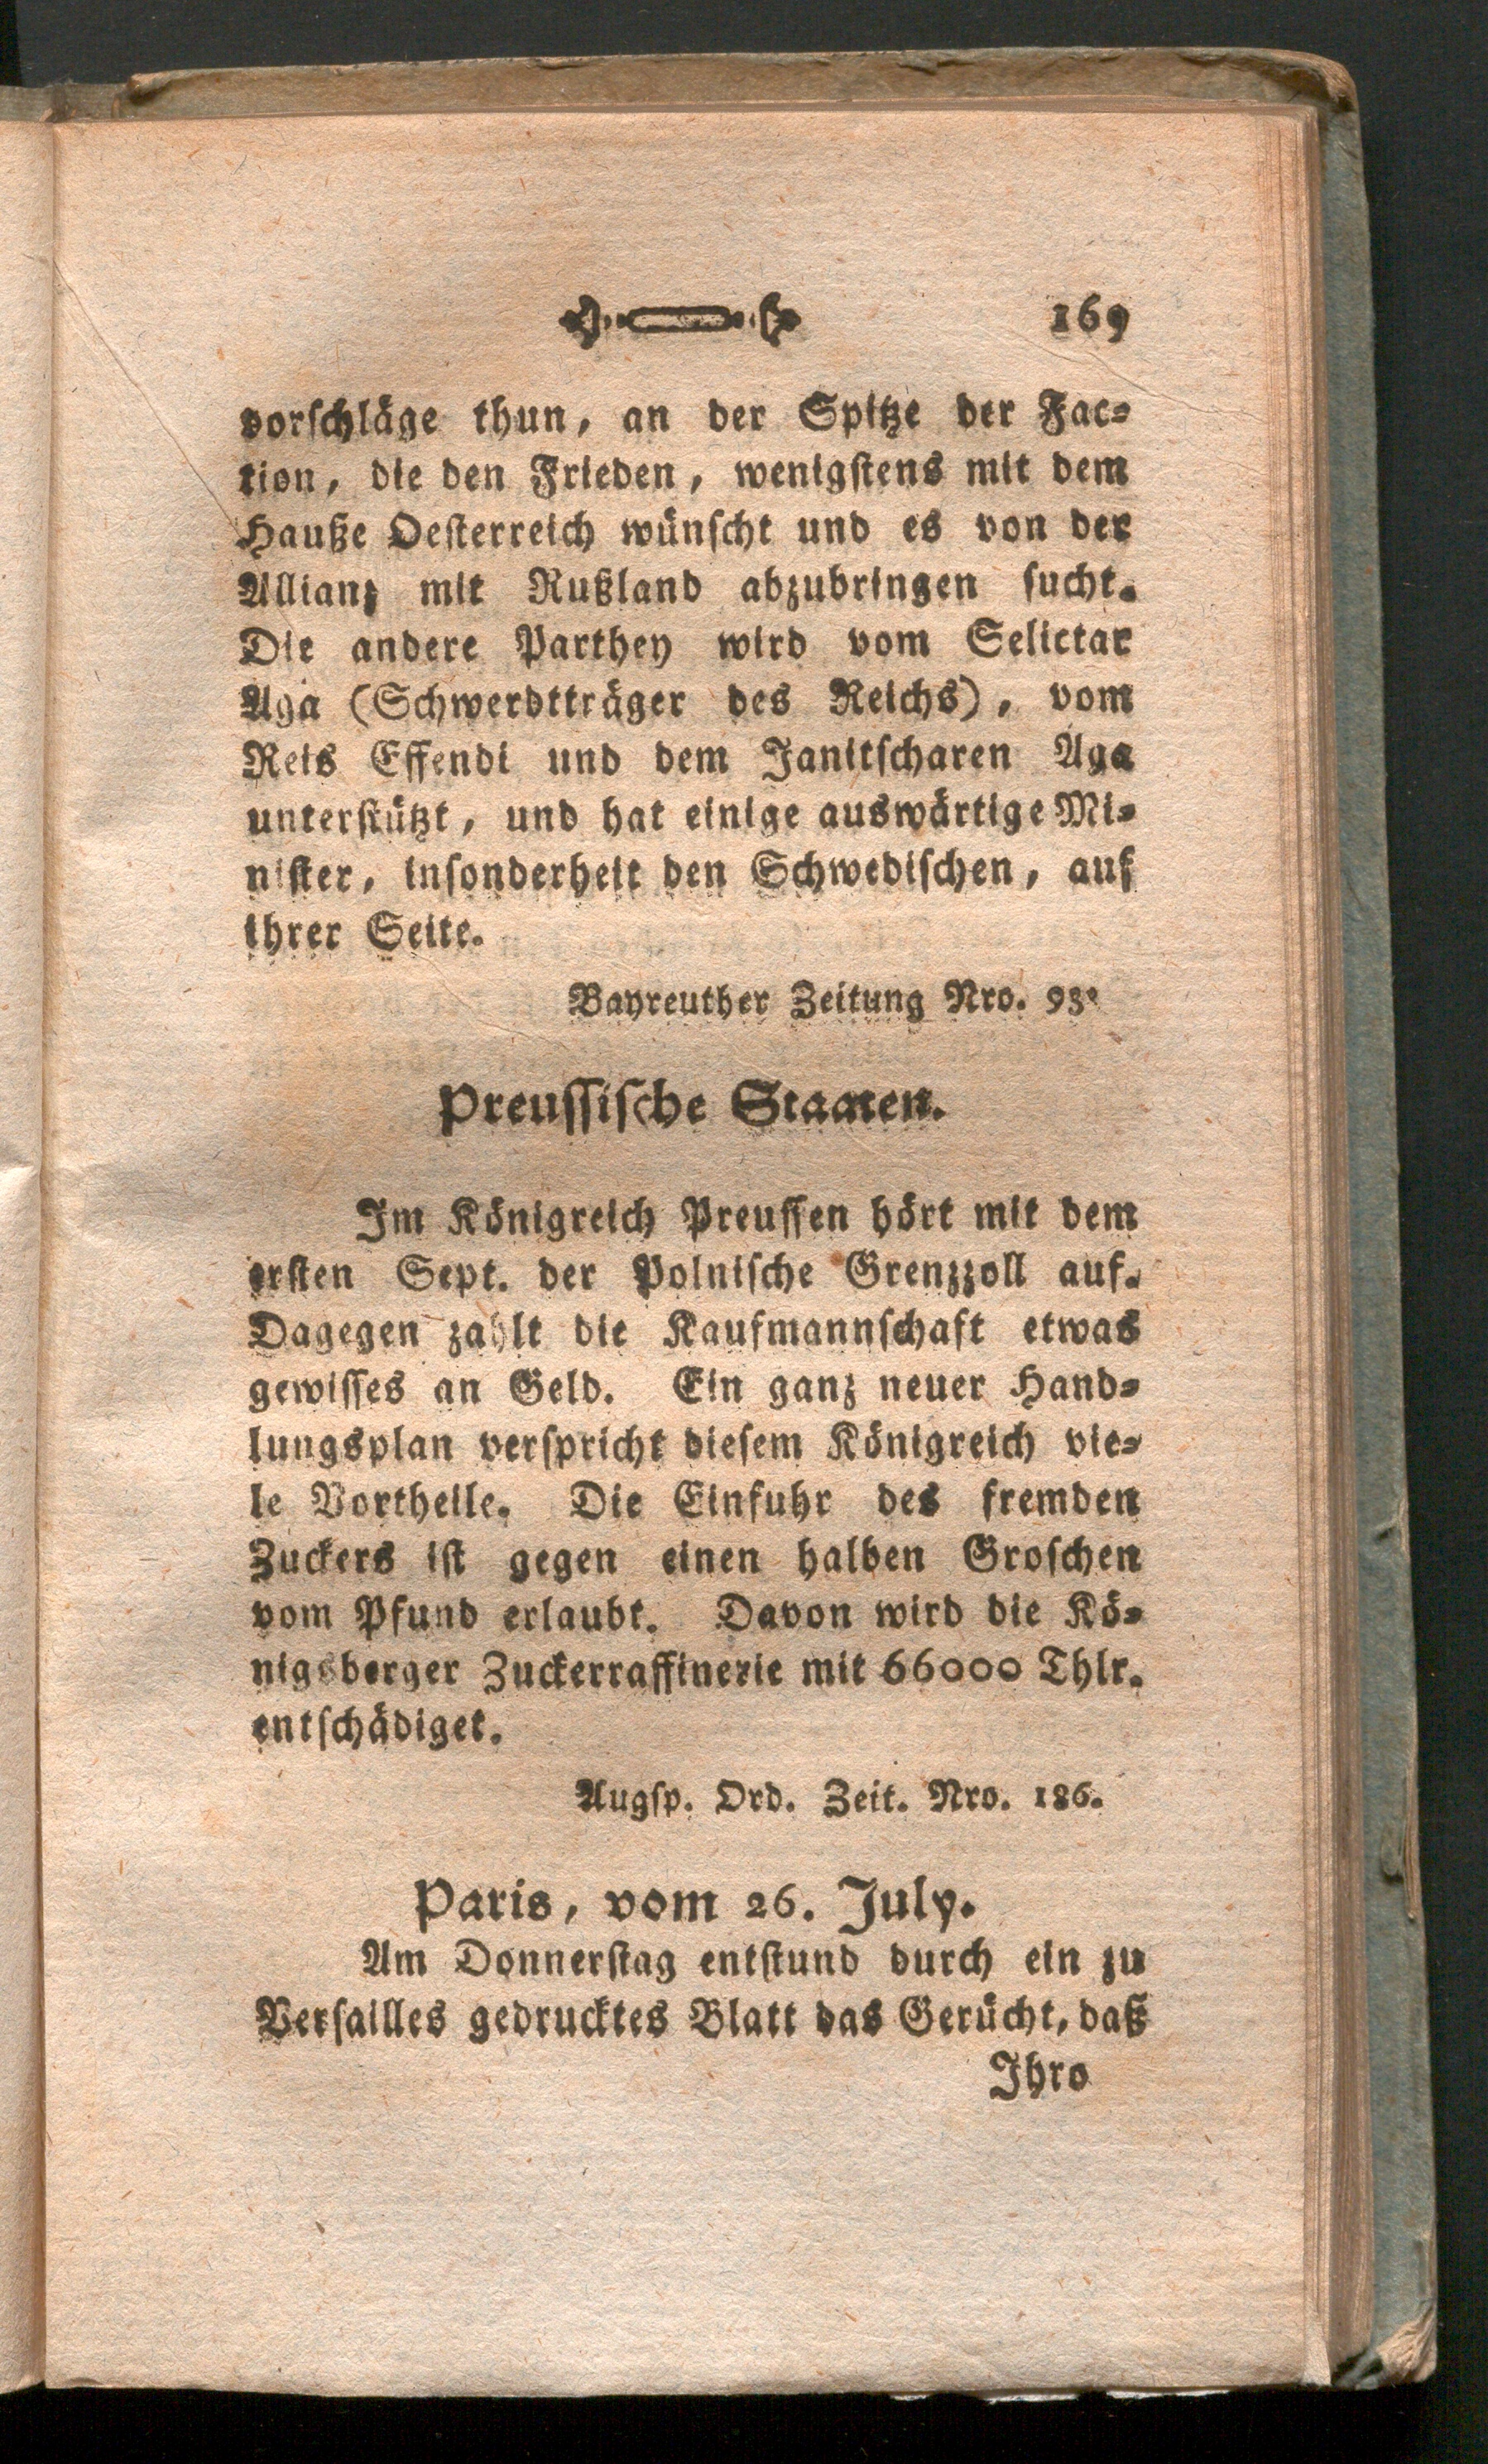 169
vorschläge thun, an der Spitze der Fac-
tion, die den Frieden, wenigstens mit dem
Hauße Oesterreich wünscht und es von der
Allianz mit Rußland abzubringen sucht.
Die andere Parthey wird vom Selictar
Aga (Schwerdtträger des Reichs), vom
Reis Effendi und dem Janitscharen Aga
unterstützt, und hat einige auswärtige Mi-
nister, insonderheit den Schwedischen, auf
ihrer Seite.
Bayreuther Zeitung Nro. 93.
Preussische Staaten.
Im Königreich Preussen hört mit dem
ersten Sept. der Polnische Grenzzoll auf.
Dagegen zahlt die Kaufmannschaft etwas
gewisses an Geld. Ein ganz neuer Hand-
lungsplan verspricht diesem Königreich vie-
le Vortheile. Die Einfuhr des fremden
Zuckers ist gegen einen halben Groschen
vom Pfund erlaubt. Davon wird die Kö-
nigsberger Zuckerraffinerie mit 66000 Thlr.
entschädiget.
Augsp. Ord. Zeit. Nro. 186.
Paris, vom 26. July.
Am Donnerstag entstund durch ein zu
Versailles gedrucktes Blatt das Gerücht, daß
Ihro